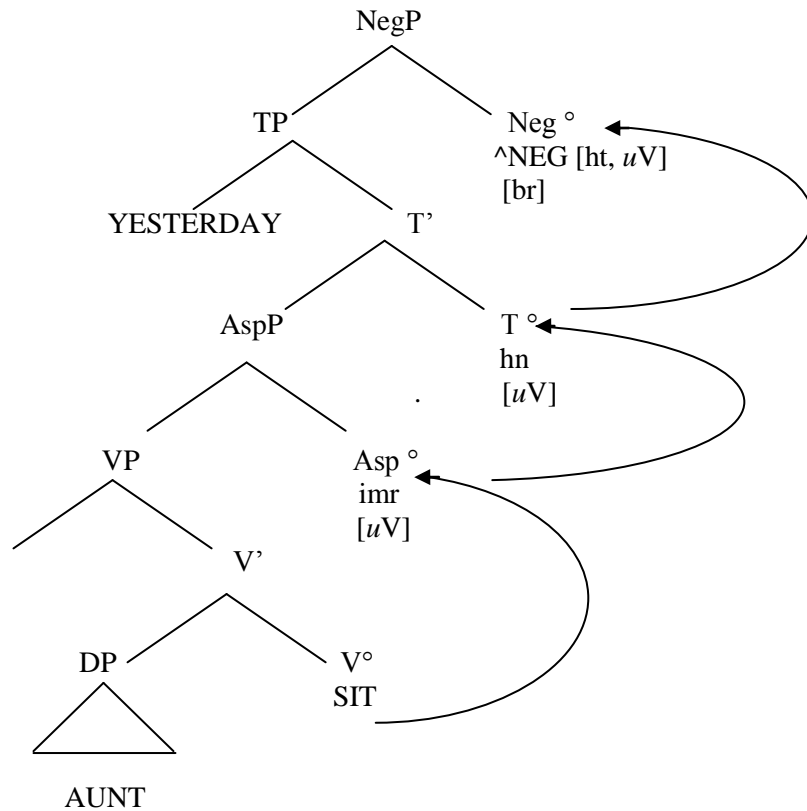 NegP
TP Neg °
^NEG [ht, uV]
[br]
YESTERDAY T’
AspP T °
hn
[uV]
.
VP Asp °
imr
[uV]
V’
DP V°
SIT
AUNT